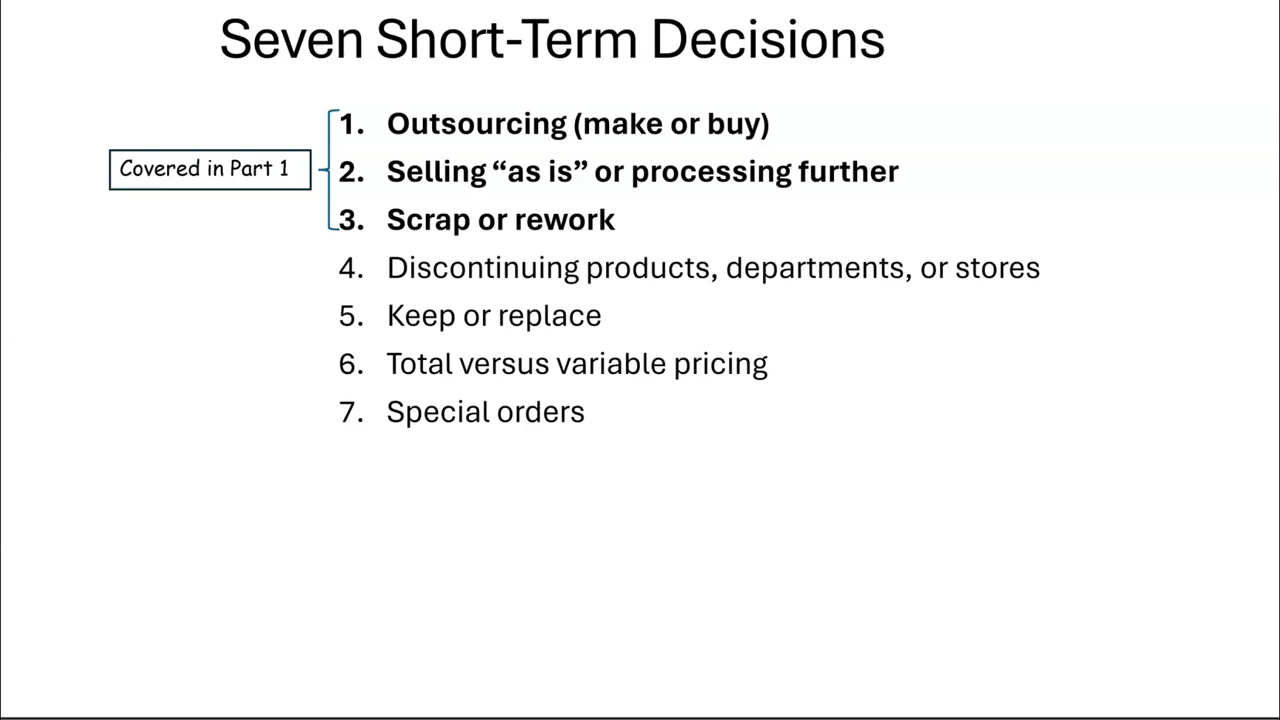 Seven Short-Term Decisions
Covered in Part 1
1. Outsourcing (make or buy)
2. Selling “as is” or processing further
3. Scrap or rework
4. Discontinuing products, departments, or stores
5. Keep or replace
6. Total versus variable pricing
7. Special orders